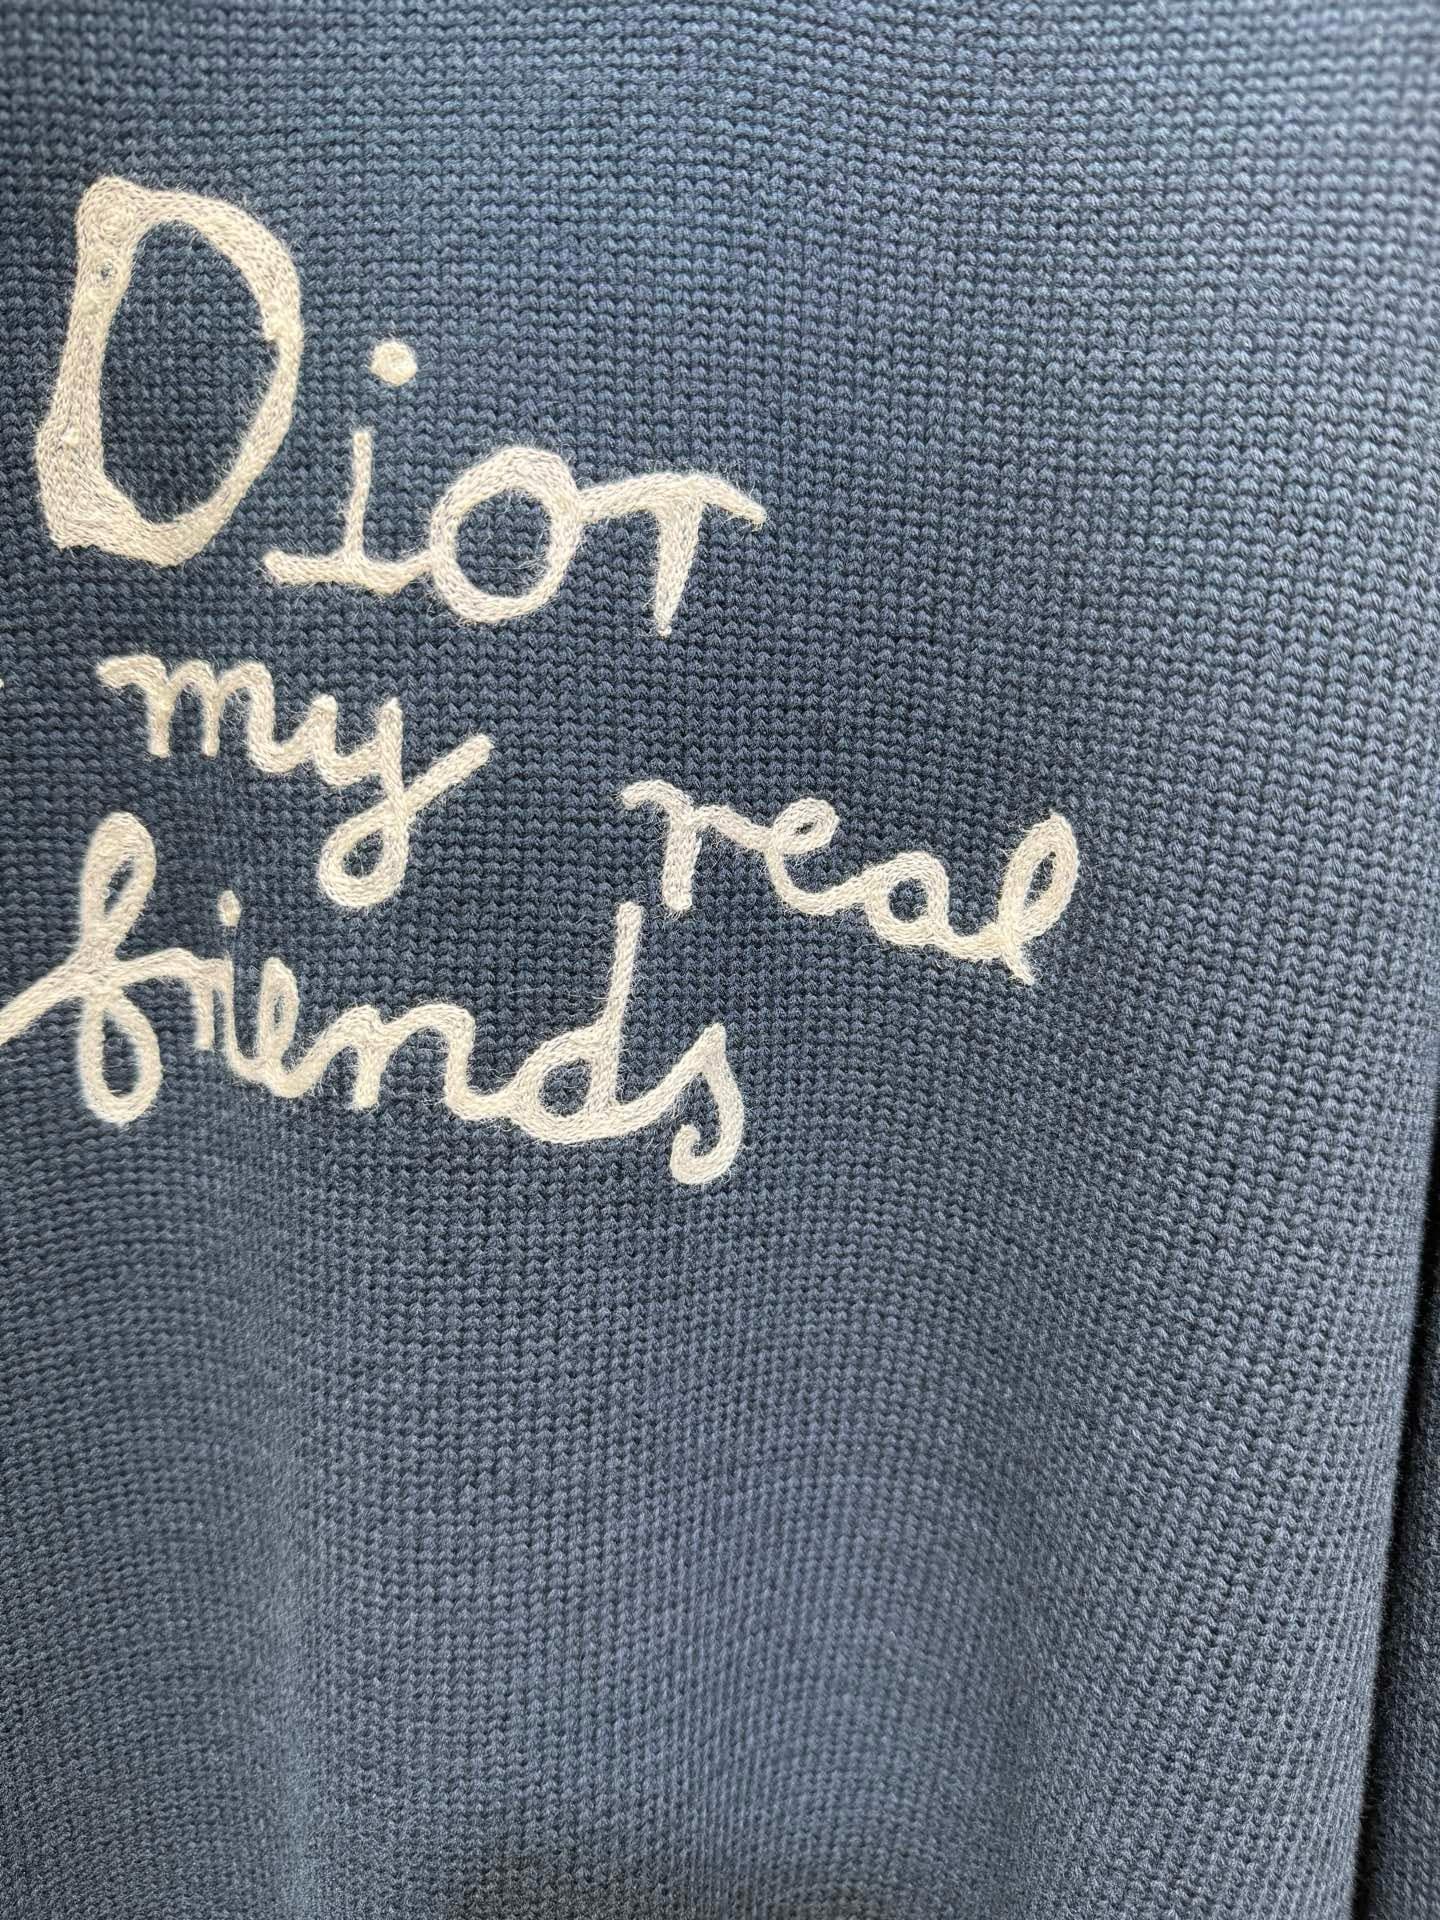 Dior
my real
friends